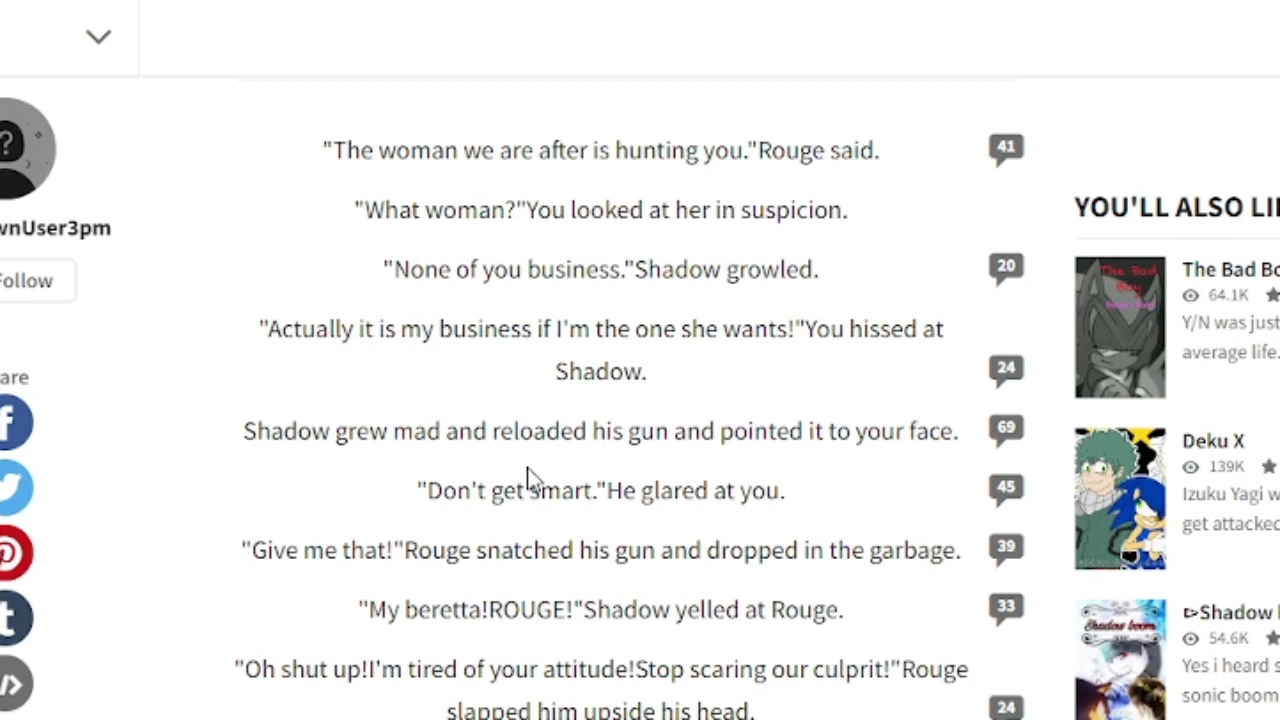 "The woman we are after is hunting you."Rouge said.
41
"What woman?"You looked at her in suspicion.
"None of you business."Shadow growled.
20
"Actually it is my business if I'm the one she wants!"You hissed at
Shadow.
24
Shadow grew mad and reloaded his gun and pointed it to your face.
69
"Don't get smart."He glared at you.
45
"Give me that!"Rouge snatched his gun and dropped in the garbage.
39
"My beretta!ROUGE!"Shadow yelled at Rouge.
33
"Oh shut up!I'm tired of your attitude!Stop scaring our culprit!"Rouge
slapped him upside his head.
24
wnUser3pm
Follow
are
YOU'LL ALSO LI
The Bad Bo
64.1K
Y/N was just
average life.
The Bad
Boy
Deku X
139K
Izuku Yagi w
get attacked
▻Shadow
54.6K
Yes i heard s
sonic boom
Shadow boom